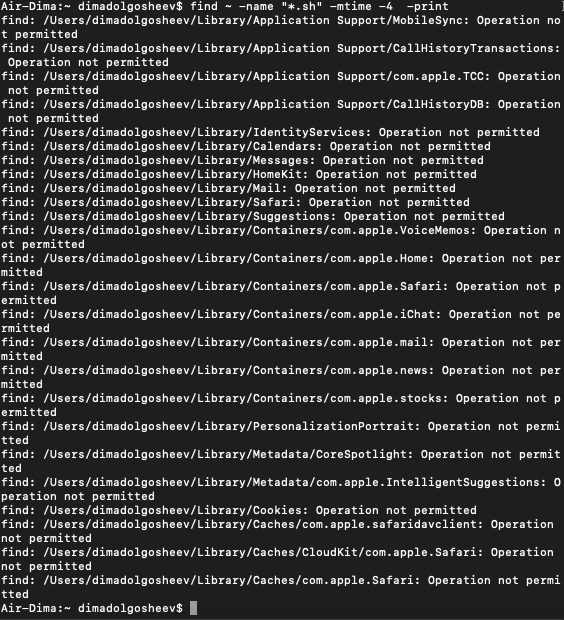 Air-Dima:~ dimadolgosheev$ find ~ -name "*.sh" -mtime -4  -print
find: /Users/dimadolgosheev/Library/Application Support/MobileSync: Operation no
t permitted
find: /Users/dimadolgosheev/Library/Application Support/CallHistoryTransactions:
 Operation not permitted
find: /Users/dimadolgosheev/Library/Application Support/com.apple.TCC: Operation
 not permitted
find: /Users/dimadolgosheev/Library/Application Support/CallHistoryDB: Operation
 not permitted
find: /Users/dimadolgosheev/Library/IdentityServices: Operation not permitted
find: /Users/dimadolgosheev/Library/Calendars: Operation not permitted
find: /Users/dimadolgosheev/Library/Messages: Operation not permitted
find: /Users/dimadolgosheev/Library/HomeKit: Operation not permitted
find: /Users/dimadolgosheev/Library/Mail: Operation not permitted
find: /Users/dimadolgosheev/Library/Safari: Operation not permitted
find: /Users/dimadolgosheev/Library/Suggestions: Operation not permitted
find: /Users/dimadolgosheev/Library/Containers/com.apple.VoiceMemos: Operation n
ot permitted
find: /Users/dimadolgosheev/Library/Containers/com.apple.Home: Operation not per
mitted
find: /Users/dimadolgosheev/Library/Containers/com.apple.Safari: Operation not p
ermitted
find: /Users/dimadolgosheev/Library/Containers/com.apple.iChat: Operation not pe
rmitted
find: /Users/dimadolgosheev/Library/Containers/com.apple.mail: Operation not per
mitted
find: /Users/dimadolgosheev/Library/Containers/com.apple.news: Operation not per
mitted
find: /Users/dimadolgosheev/Library/Containers/com.apple.stocks: Operation not p
ermitted
find: /Users/dimadolgosheev/Library/PersonalizationPortrait: Operation not permi
tted
find: /Users/dimadolgosheev/Library/Metadata/CoreSpotlight: Operation not permit
ted
find: /Users/dimadolgosheev/Library/Metadata/com.apple.IntelligentSuggestions: O
peration not permitted
find: /Users/dimadolgosheev/Library/Cookies: Operation not permitted
find: /Users/dimadolgosheev/Library/Caches/com.apple.safaridavclient: Operation
not permitted
find: /Users/dimadolgosheev/Library/Caches/CloudKit/com.apple.Safari: Operation
not permitted
find: /Users/dimadolgosheev/Library/Caches/com.apple.Safari: Operation not permi
tted
Air-Dima:~ dimadolgosheev$